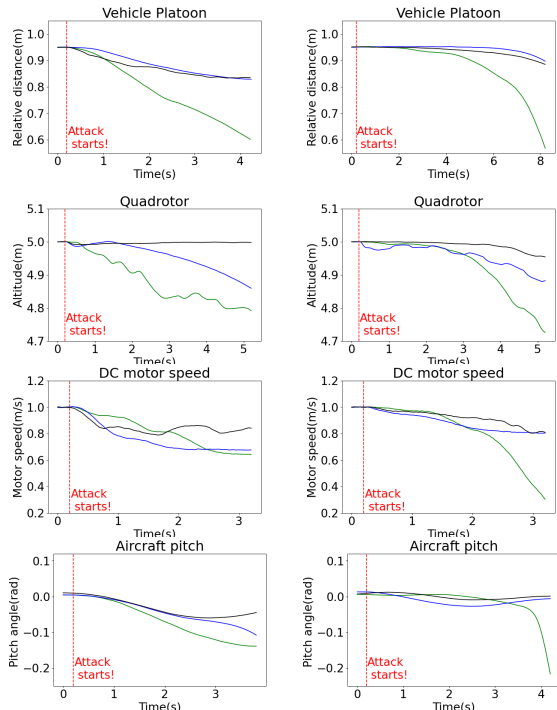 Vehicle Platoon
Relative distance(m)
1.0
0.9
0.8
0.7
0.6
Attack
starts!
0 1 2 3 4
Time(s)
Vehicle Platoon
Relative distance(m)
1.0
0.9
0.8
0.7
0.6
Attack
starts!
0 2 4 6 8
Time(s)
Quadrotor
Altitude(m)
5.1
5.0
4.9
4.8
4.7
Attack
starts!
0 1 2 3 4 5
Time(s)
Quadrotor
Altitude(m)
5.1
5.0
4.9
4.8
4.7
Attack
starts!
0 1 2 3 4 5
Time(s)
DC motor speed
Motor speed(m/s)
1.2
1.0
0.8
0.6
0.4
0.2
Attack
starts!
0 1 2 3
Time(s)
DC motor speed
Motor speed(m/s)
1.2
1.0
0.8
0.6
0.4
0.2
Attack
starts!
0 1 2 3
Time(s)
Aircraft pitch
Pitch angle(rad)
0.1
0.0
−0.1
−0.2
Attack
starts!
0 1 2 3
Time(s)
Aircraft pitch
Pitch angle(rad)
0.1
0.0
−0.1
−0.2
Attack
starts!
0 1 2 3 4
Time(s)